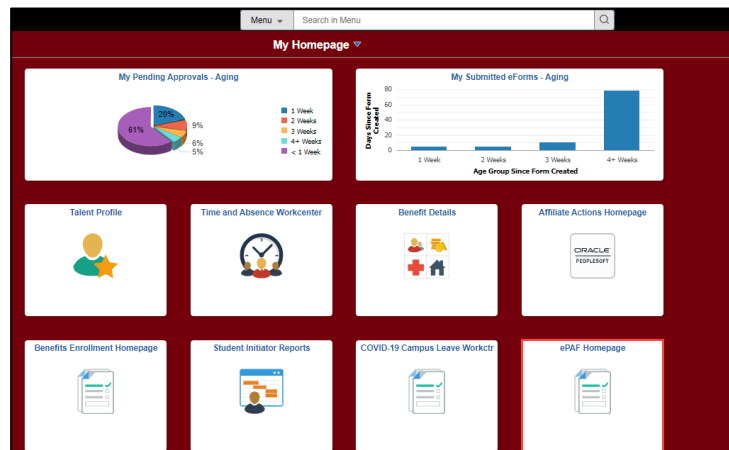 Menu
Search in Menu
My Homepage
My Pending Approvals - Aging
20%
9%
61%
6%
5%
1 Week
2 Weeks
3 Weeks
4+ Weeks
< 1 Week
My Submitted eForms - Aging
Days Since Form
Created
80
60
40
20
0
1 Week
2 Weeks
3 Weeks
4+ Weeks
Age Group Since Form Created
Talent Profile
Time and Absence Workcenter
Benefit Details
Affiliate Actions Homepage
ORACLE
PEOPLESOFT
Benefits Enrollment Homepage
Student Initiator Reports
COVID-19 Campus Leave Workctr
ePAF Homepage